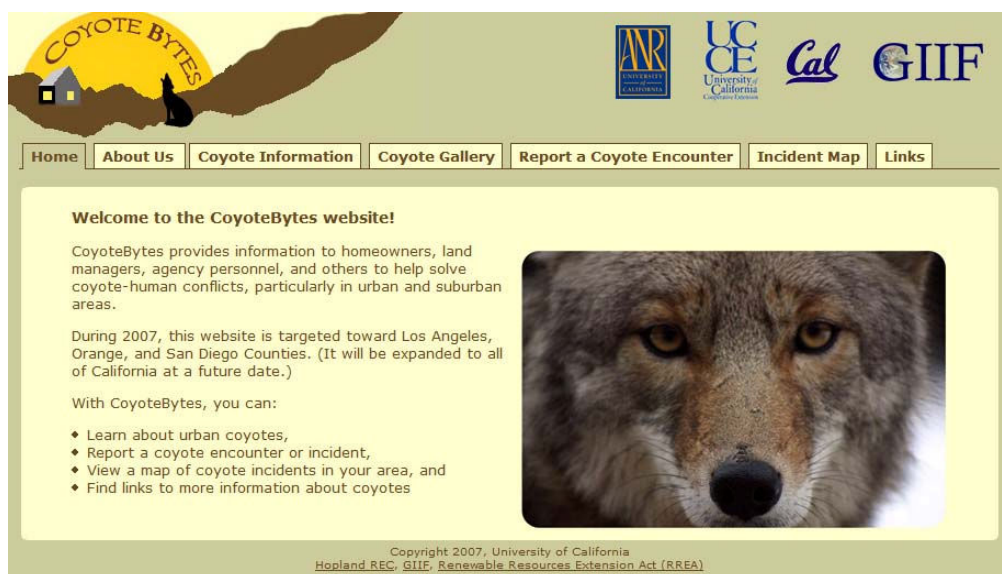 COYOTE BYTES
ANR
UNIVERSITY
of
CALIFORNIA
UC
CE
University of
California
Cooperative Extension
Cal
GIIF
Home
About Us
Coyote Information
Coyote Gallery
Report a Coyote Encounter
Incident Map
Links
Welcome to the CoyoteBytes website!
CoyoteBytes provides information to homeowners, land
managers, agency personnel, and others to help solve
coyote-human conflicts, particularly in urban and suburban
areas.
During 2007, this website is targeted toward Los Angeles,
Orange, and San Diego Counties. (It will be expanded to all
of California at a future date.)
With CoyoteBytes, you can:
Learn about urban coyotes,
Report a coyote encounter or incident,
View a map of coyote incidents in your area, and
Find links to more information about coyotes
Copyright 2007, University of California
Hopland REC, GIIF, Renewable Resources Extension Act (RREA)